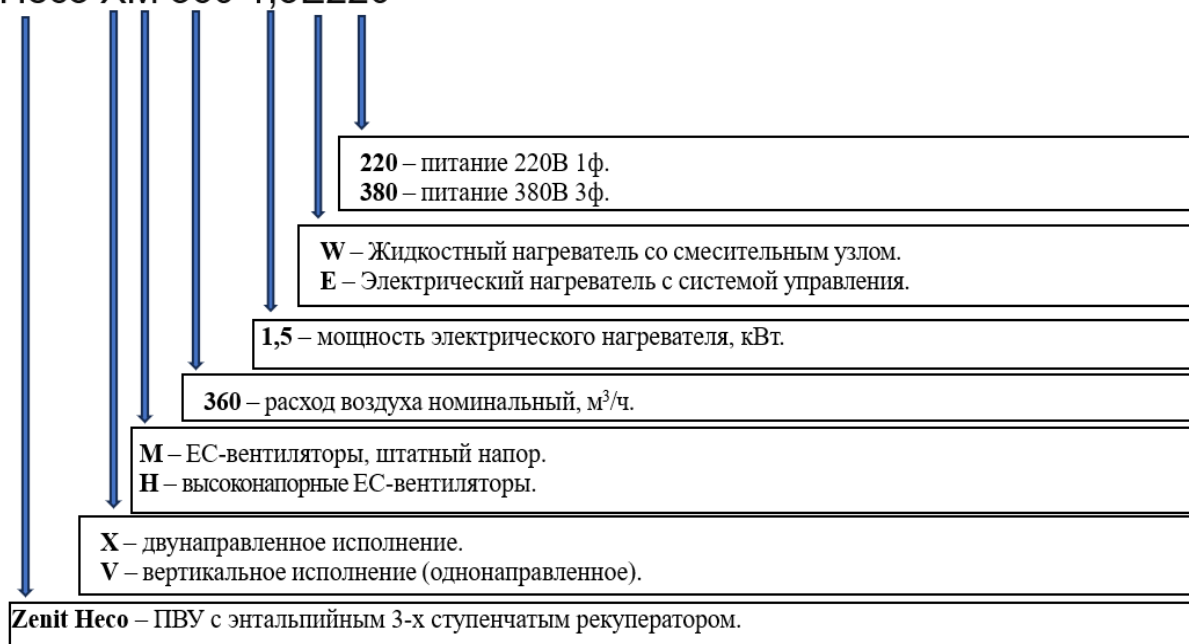 220 – питание 220В 1ф.
380 – питание 380В 3ф.
W – Жидкостный нагреватель со смесительным узлом.
E – Электрический нагреватель с системой управления.
1,5 – мощность электрического нагревателя, кВт.
360 – расход воздуха номинальный, м³/ч.
М – ЕС-вентиляторы, штатный напор.
Н – высоконапорные ЕС-вентиляторы.
X – двунаправленное исполнение.
V – вертикальное исполнение (однонаправленное).
Zenit Heco – ПВУ с энтальпийным 3-х ступенчатым рекуператором.